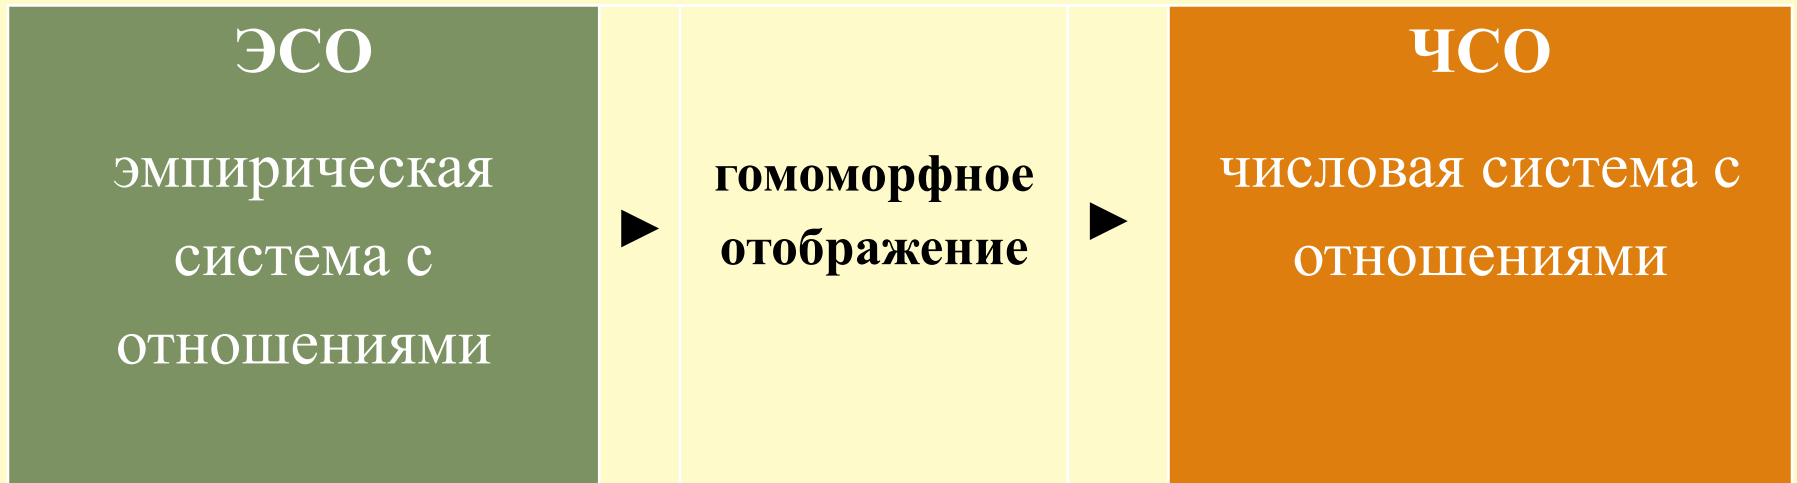 ЭСО
эмпирическая
система с
отношениями
►
гомоморфное
отображение
►
ЧСО
числовая система с
отношениями